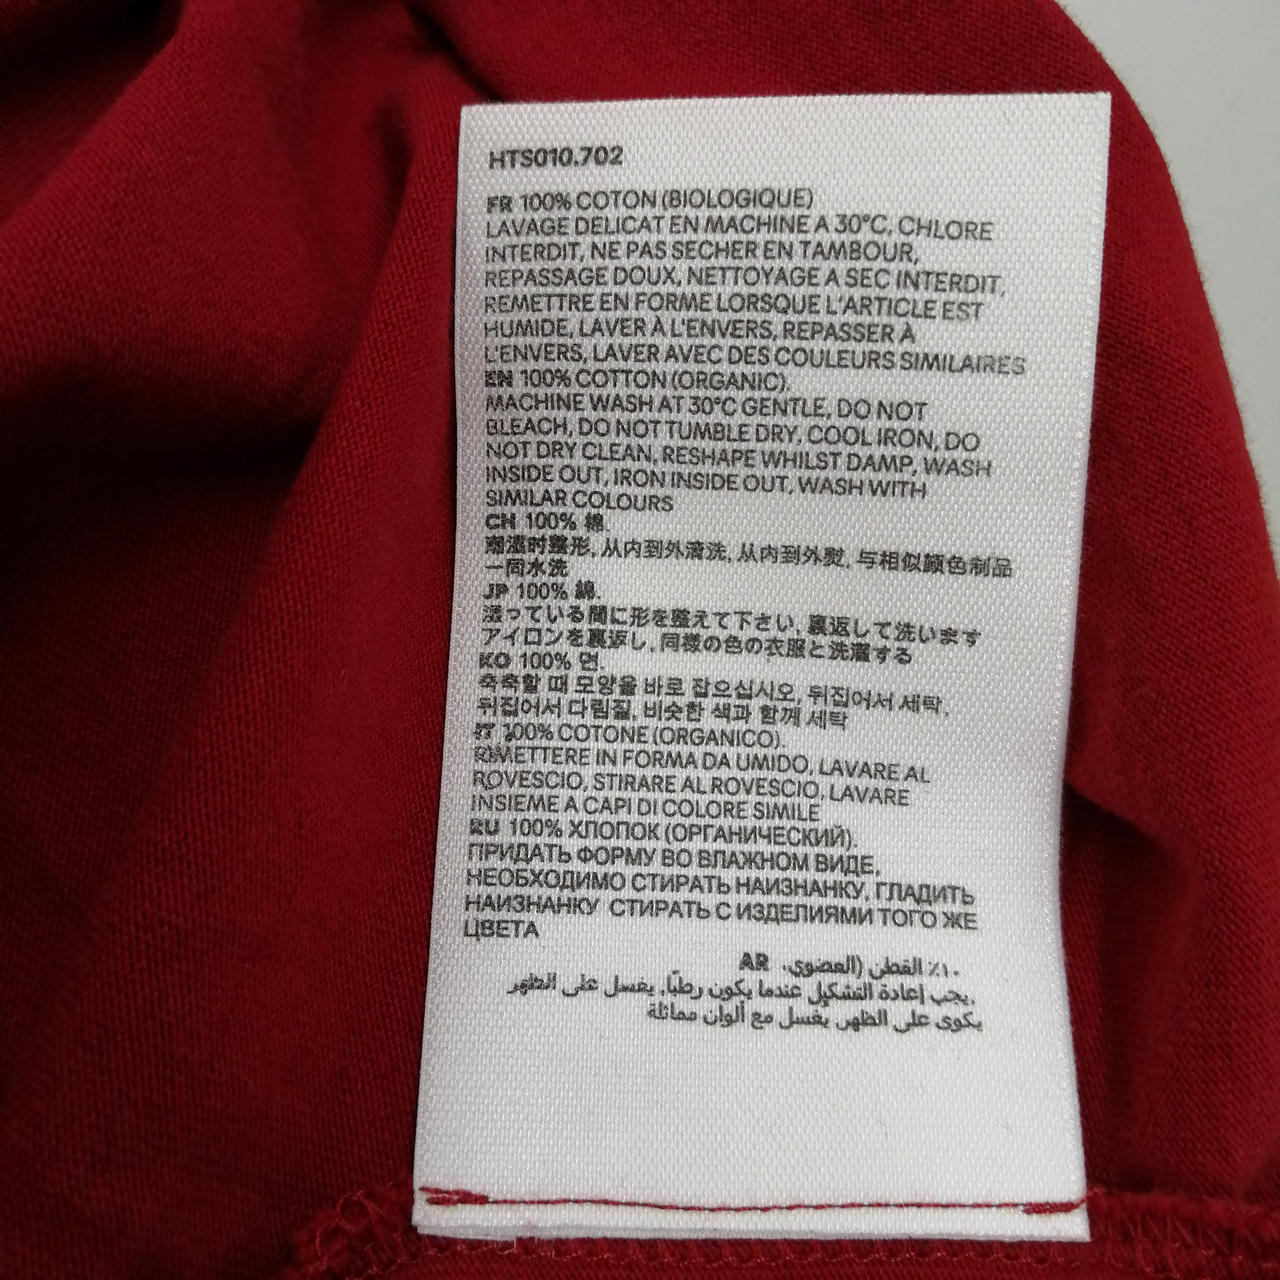 HTS010.702
FR 100% COTON (BIOLOGIQUE)
LAVAGE DELICAT EN MACHINE A 30°C, CHLORE
INTERDIT, NE PAS SECHER EN TAMBOUR,
REPASSAGE DOUX, NETTOYAGE A SEC INTERDIT,
REMETTRE EN FORME LORSQUE L'ARTICLE EST
HUMIDE, LAVER À L'ENVERS, REPASSER À
L'ENVERS, LAVER AVEC DES COULEURS SIMILAIRES
EN 100% COTTON (ORGANIC).
MACHINE WASH AT 30°C GENTLE, DO NOT
BLEACH, DO NOT TUMBLE DRY, COOL IRON, DO
NOT DRY CLEAN, RESHAPE WHILST DAMP, WASH
INSIDE OUT, IRON INSIDE OUT, WASH WITH
SIMILAR COLOURS
CH 100% 棉.
潮湿时整形, 从内到外清洗, 从内到外熨, 与相似颜色制品
一同水洗
JP 100% 綿.
湿っている間に形を整えて下さい, 裏返して洗います
アイロンを裏返し, 同様の色の衣服と洗濯する
KO 100% 면.
축축할 때 모양을 바로 잡으십시오, 뒤집어서 세탁,
뒤집어서 다림질, 비슷한 색과 함께 세탁
IT 100% COTONE (ORGANICO).
RIMETTERE IN FORMA DA UMIDO, LAVARE AL
ROVESCIO, STIRARE AL ROVESCIO, LAVARE
INSIEME A CAPI DI COLORE SIMILE
RU 100% ХЛОПОК (ОРГАНИЧЕСКИЙ).
ПРИДАТЬ ФОРМУ ВО ВЛАЖНОМ ВИДЕ,
НЕОБХОДИМО СТИРАТЬ НАИЗНАНКУ, ГЛАДИТЬ
НАИЗНАНКУ СТИРАТЬ С ИЗДЕЛИЯМИ ТОГО ЖЕ
ЦВЕТА
١٠٪ القطن (العضوي. AR
يجب إعادة التشكيل عندما يكون رطبًا, يغسل على الظهر,
يكوى على الظهر, يُغسل مع ألوان مماثلة